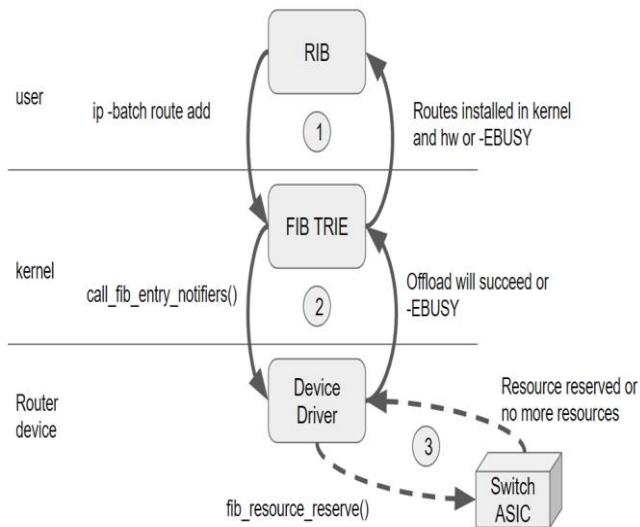 RIB
user
ip -batch route add
1
Routes installed in kernel
and hw or -EBUSY
FIB TRIE
kernel
call_fib_entry_notifiers()
2
Offload will succeed or
-EBUSY
Device
Driver
Router
device
Resource reserved or
no more resources
3
Switch
ASIC
fib_resource_reserve()